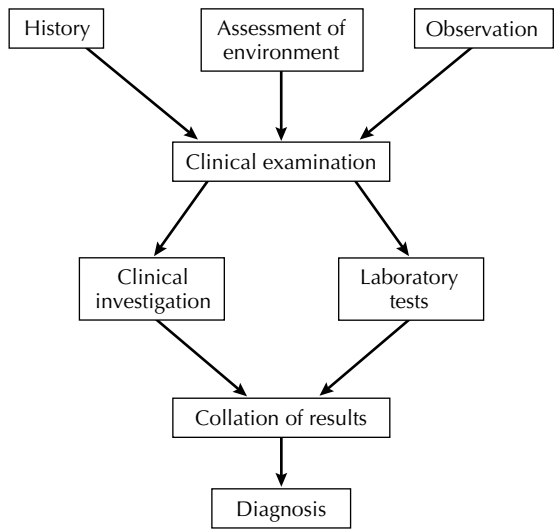 History
Assessment of
environment
Observation
Clinical examination
Clinical
investigation
Laboratory
tests
Collation of results
Diagnosis